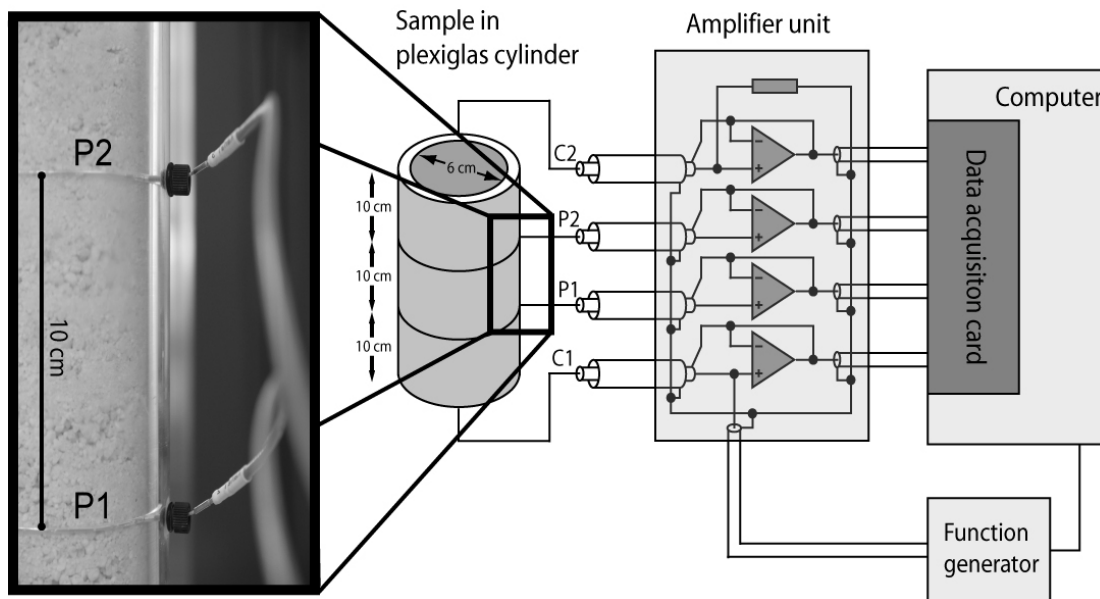 P2
10 cm
P1
Sample in
plexiglas cylinder
6 cm
10 cm
10 cm
10 cm
C2
P2
P1
C1
Amplifier unit
Computer
Data acquisiton card
Function
generator